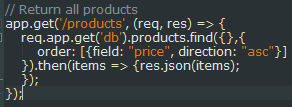 // Return all products
app.get('/products', (req, res) => {
req.app.get('db').products.find({},{
order: [{field: "price", direction: "asc"}]
}).then(items => {res.json(items);
});
});